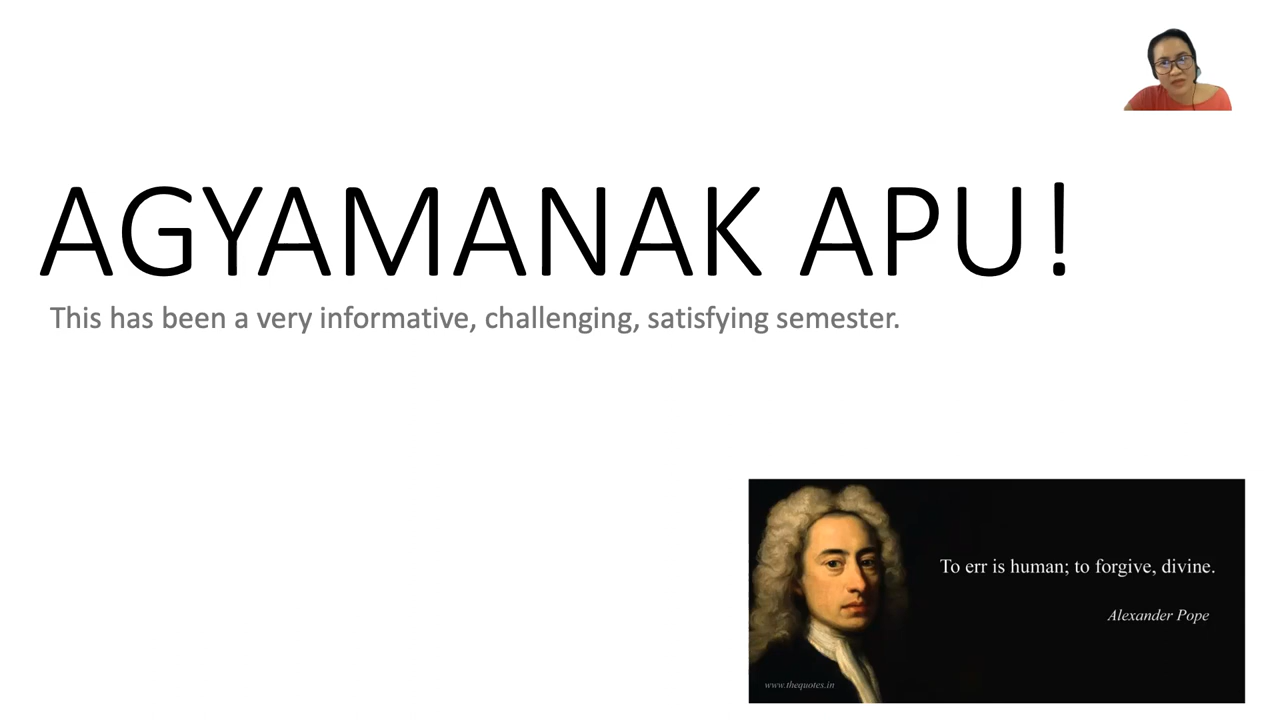 AGYAMANAK APU!
This has been a very informative, challenging, satisfying semester.
To err is human; to forgive, divine.
Alexander Pope
www.thequotes.in